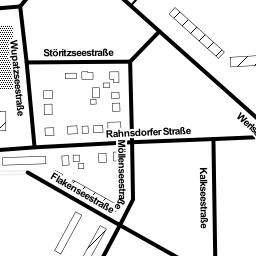 Störitzseestraße
Wupatzseestraße
Rahnsdorfer Straße
Möllenseestraße
Kalkseestraße
Flakenseestraße